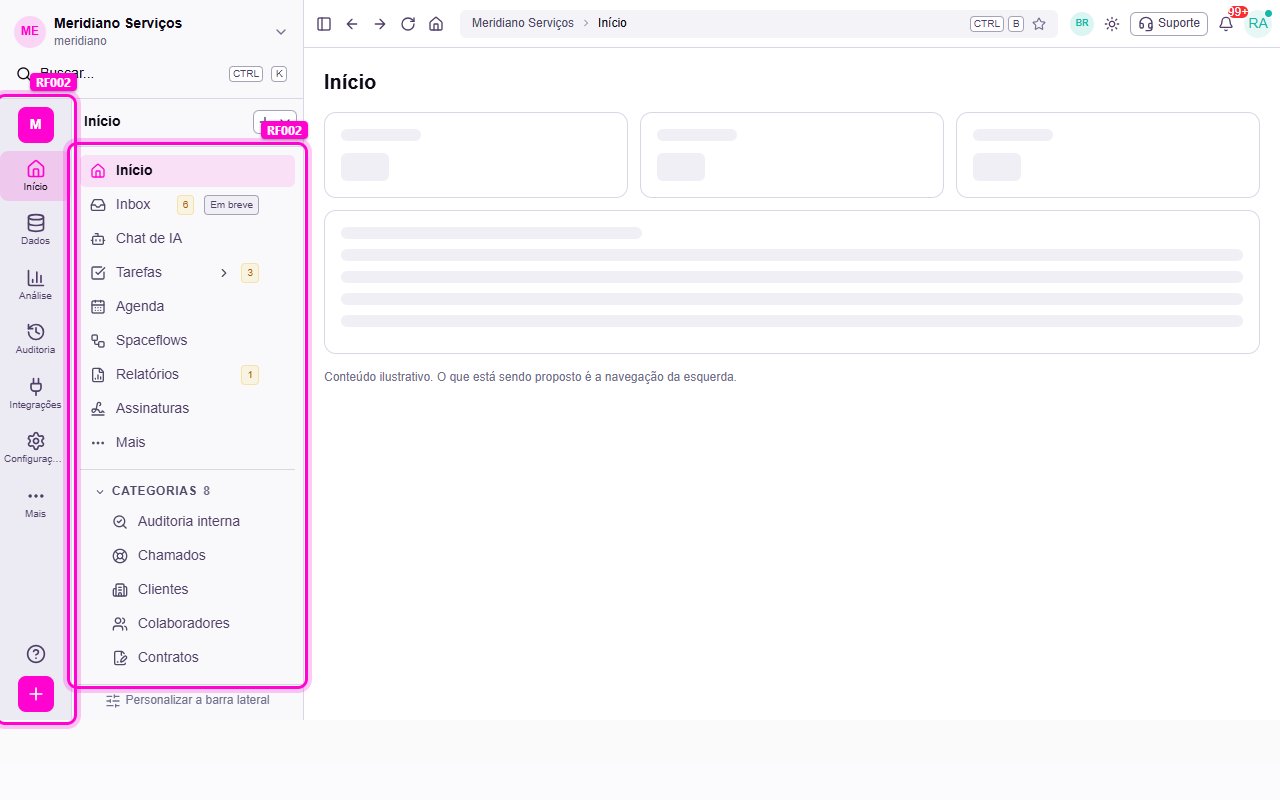 ME
Meridiano Serviços
meridiano
Buscar...
CTRL
K
Meridiano Serviços
Início
CTRL
B
BR
Suporte
99+
RA
RF002
M
Início
Dados
Análise
Auditoria
Integrações
Configuraç...
Mais
Início
RF002
Início
Inbox
6
Em breve
Chat de IA
Tarefas
3
Agenda
Spaceflows
Relatórios
1
Assinaturas
Mais
CATEGORIAS 8
Auditoria interna
Chamados
Clientes
Colaboradores
Contratos
Personalizar a barra lateral
Início
Conteúdo ilustrativo. O que está sendo proposto é a navegação da esquerda.